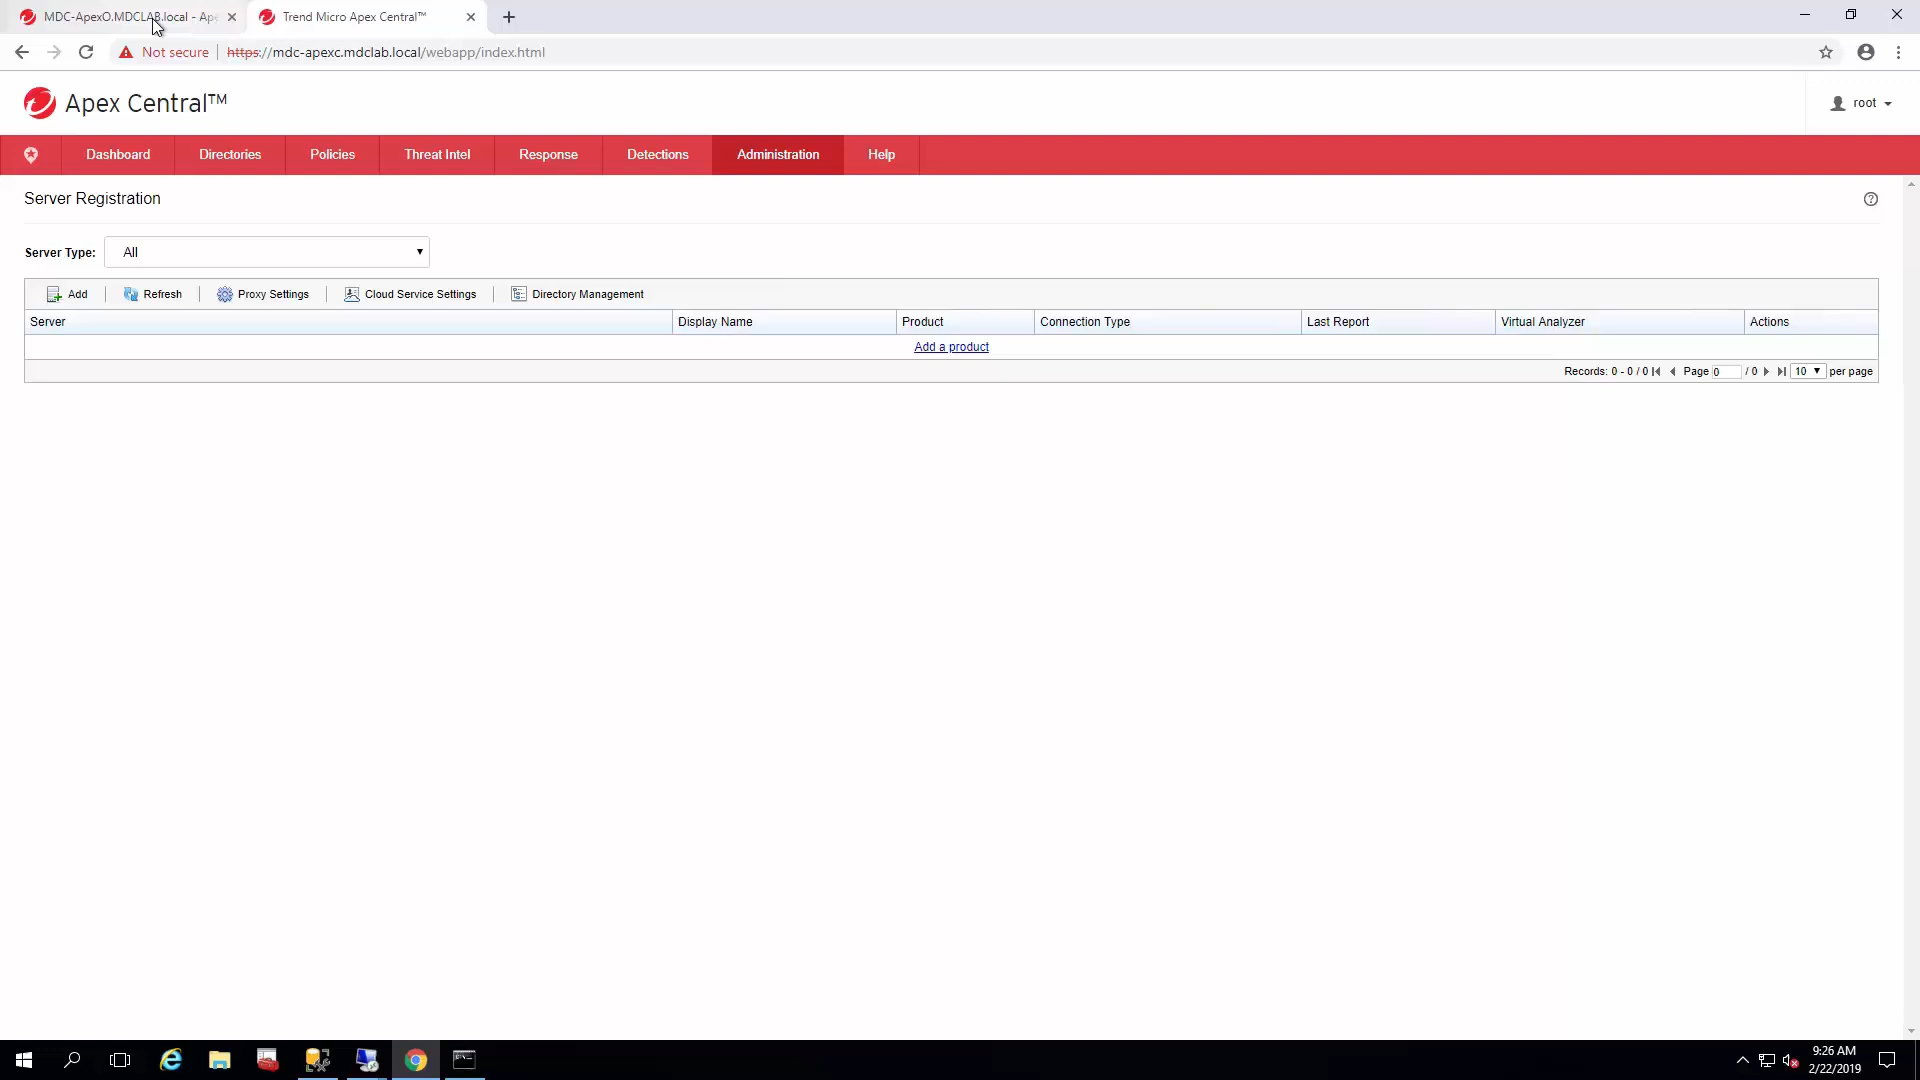 MDC-ApexO.MDCLAB.local - Ape
Trend Micro Apex Central™
Not secure
https://mdc-apexc.mdclab.local/webapp/index.html
Apex Central™
root
Dashboard
Directories
Policies
Threat Intel
Response
Detections
Administration
Help
Server Registration
Server Type:
All
Add
Refresh
Proxy Settings
Cloud Service Settings
Directory Management
Server
Display Name
Product
Connection Type
Last Report
Virtual Analyzer
Actions
Add a product
Records: 0 - 0 / 0
Page 0 / 0
10 per page
9:26 AM
2/22/2019